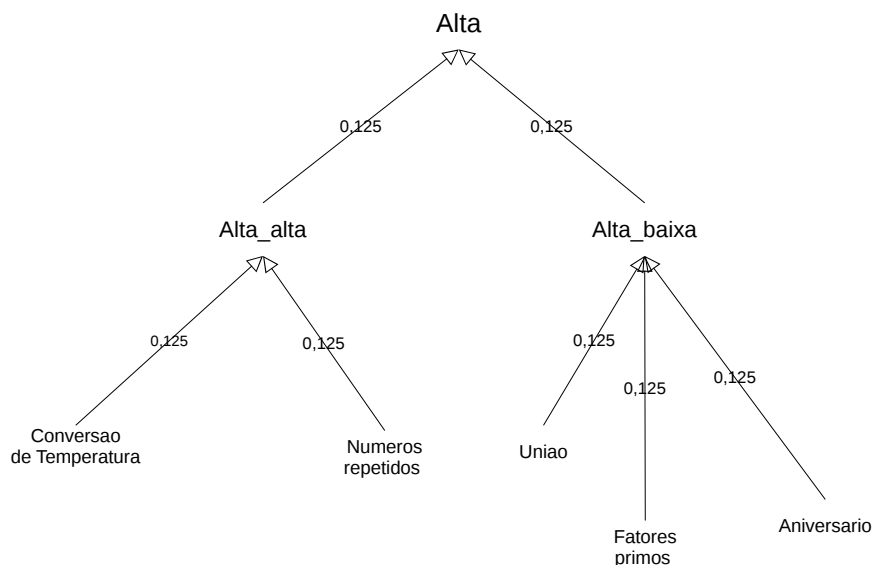 Alta
0,125
0,125
Alta_alta
Alta_baixa
0,125
0,125
0,125
0,125
0,125
Conversao
de Temperatura
Numeros
repetidos
Uniao
Fatores
primos
Aniversario